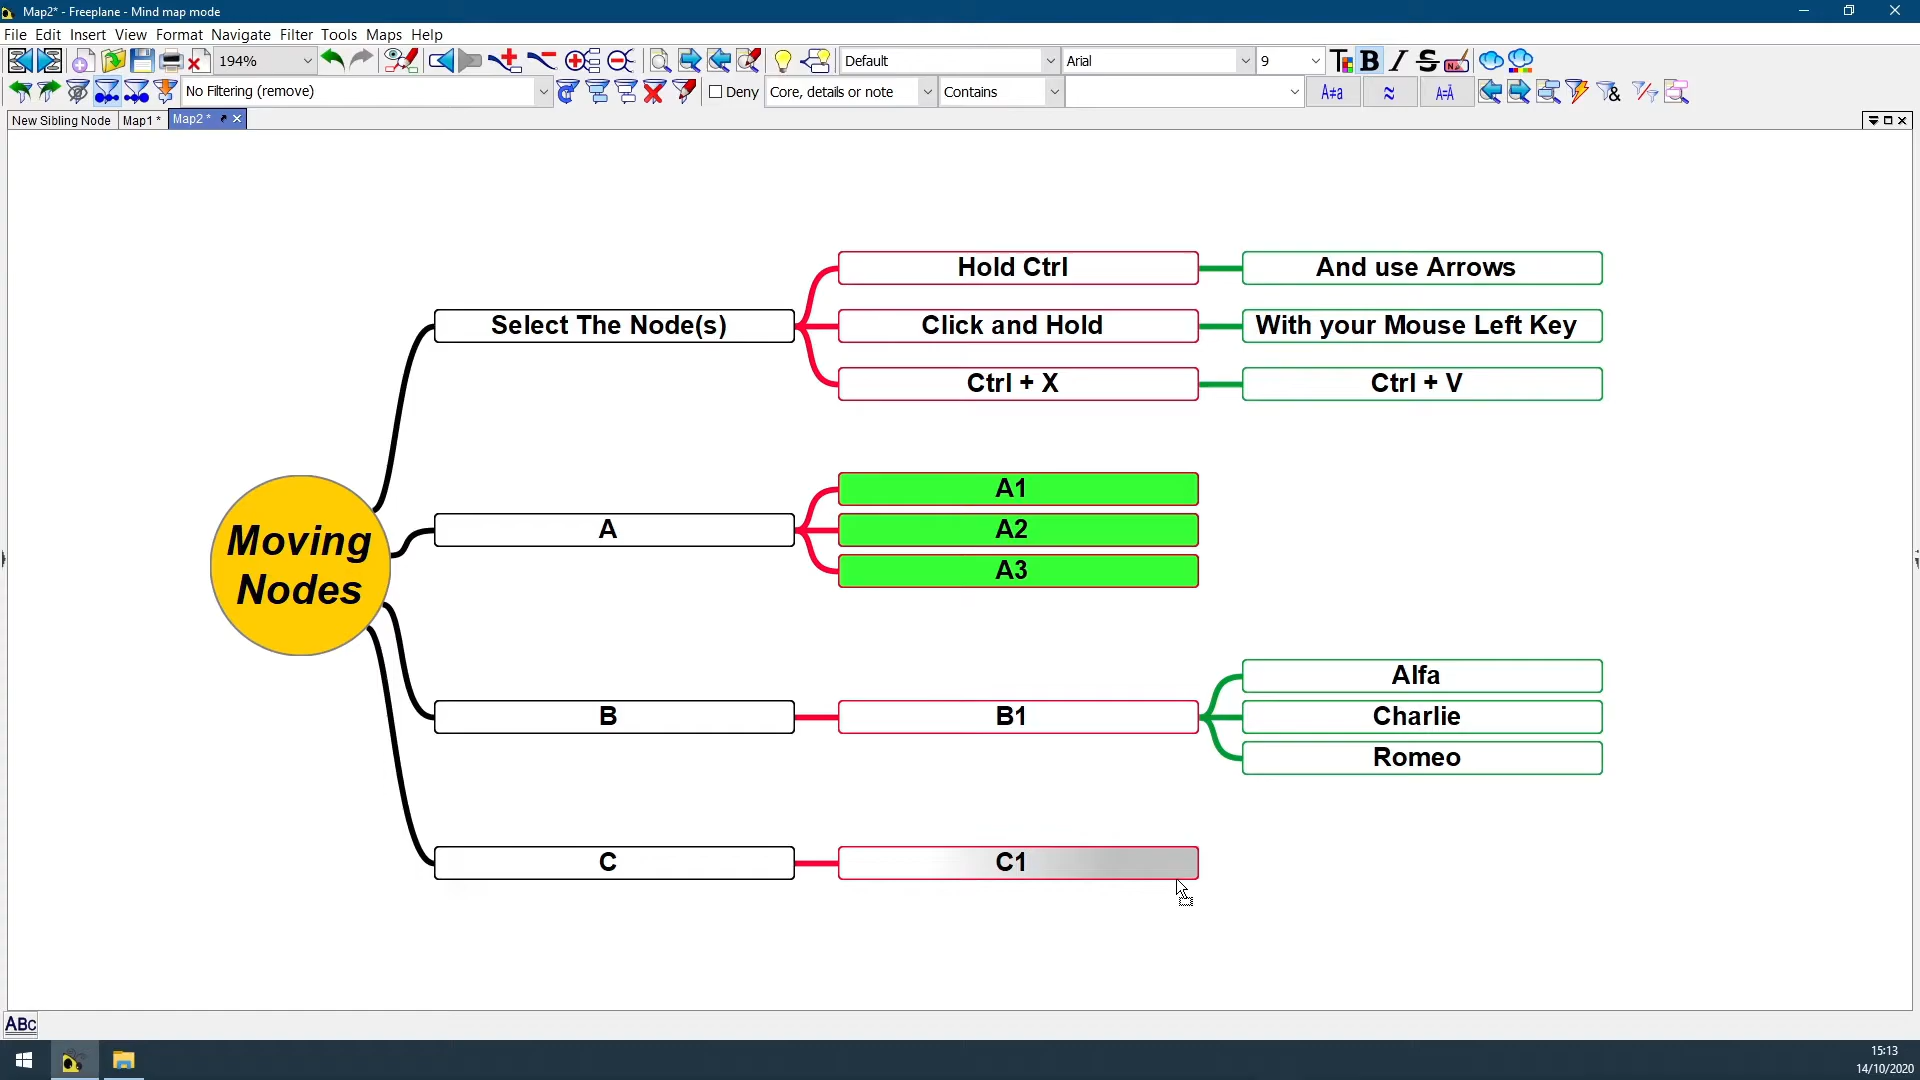 Map2* - Freeplane - Mind map mode
File Edit Insert View Format Navigate Filter Tools Maps Help
194% Default Arial 9 B I S
No Filtering (remove) Deny Core, details or note Contains A≠a ≈ A=Ä
New Sibling Node Map1 * Map2 *
Hold Ctrl And use Arrows
Select The Node(s) Click and Hold With your Mouse Left Key
Ctrl + X Ctrl + V
A1
A A2
A3
Moving
Nodes
Alfa
B B1 Charlie
Romeo
C C1
ABC
15:13
14/10/2020